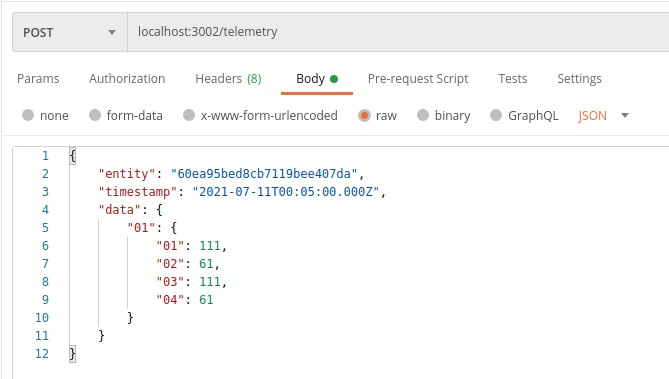 POST localhost:3002/telemetry
Params Authorization Headers (8) Body Pre-request Script Tests Settings
none form-data x-www-form-urlencoded raw binary GraphQL JSON
1 {
2 "entity": "60ea95bed8cb7119bee407da",
3 "timestamp": "2021-07-11T00:05:00.000Z",
4 "data": {
5 "01": {
6 "01": 111,
7 "02": 61,
8 "03": 111,
9 "04": 61
10 }
11 }
12 }